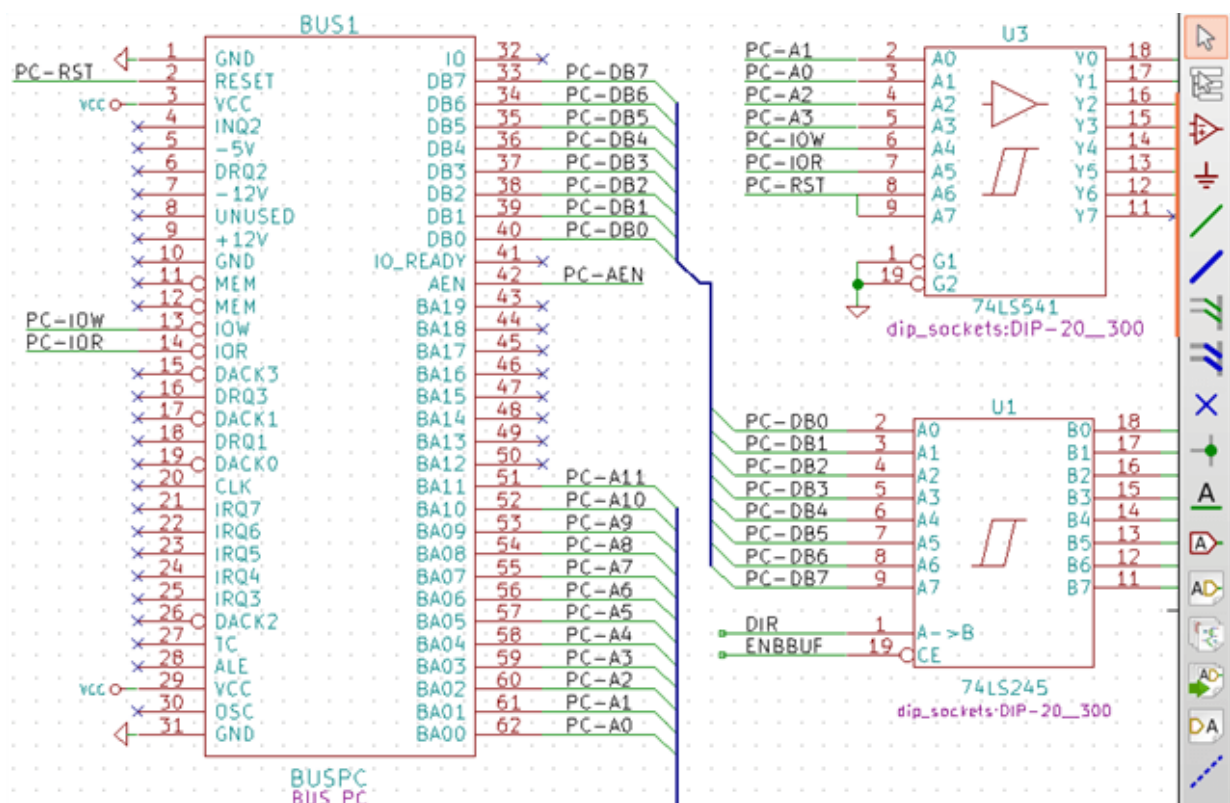 BUS1
PC-RST
VCC
PC-IOW
PC-IOR
VCC
1 GND
2 RESET
3 VCC
4 INQ2
5 -5V
6 DRQ2
7 -12V
8 UNUSED
9 +12V
10 GND
11 MEM
12 MEM
13 IOW
14 IOR
15 DACK3
16 DRQ3
17 DACK1
18 DRQ1
19 DACK0
20 CLK
21 IRQ7
22 IRQ6
23 IRQ5
24 IRQ4
25 IRQ3
26 DACK2
27 TC
28 ALE
29 VCC
30 OSC
31 GND
IO 32
DB7 33 PC-DB7
DB6 34 PC-DB6
DB5 35 PC-DB5
DB4 36 PC-DB4
DB3 37 PC-DB3
DB2 38 PC-DB2
DB1 39 PC-DB1
DB0 40 PC-DB0
IO_READY 41
AEN 42 PC-AEN
BA19 43
BA18 44
BA17 45
BA16 46
BA15 47
BA14 48
BA13 49
BA12 50
BA11 51 PC-A11
BA10 52 PC-A10
BA09 53 PC-A9
BA08 54 PC-A8
BA07 55 PC-A7
BA06 56 PC-A6
BA05 57 PC-A5
BA04 58 PC-A4
BA03 59 PC-A3
BA02 60 PC-A2
BA01 61 PC-A1
BA00 62 PC-A0
BUSPC
BUS_PC
U3
PC-A1 2 A0 Y0 18
PC-A0 3 A1 Y1 17
PC-A2 4 A2 Y2 16
PC-A3 5 A3 Y3 15
PC-IOW 6 A4 Y4 14
PC-IOR 7 A5 Y5 13
PC-RST 8 A6 Y6 12
9 A7 Y7 11
1 G1
19 G2
74LS541
dip_sockets:DIP-20__300
U1
PC-DB0 2 A0 B0 18
PC-DB1 3 A1 B1 17
PC-DB2 4 A2 B2 16
PC-DB3 5 A3 B3 15
PC-DB4 6 A4 B4 14
PC-DB5 7 A5 B5 13
PC-DB6 8 A6 B6 12
PC-DB7 9 A7 B7 11
DIR 1 A->B
ENBBUF 19 CE
74LS245
dip_sockets:DIP-20__300
A
A
AD
AD
DA